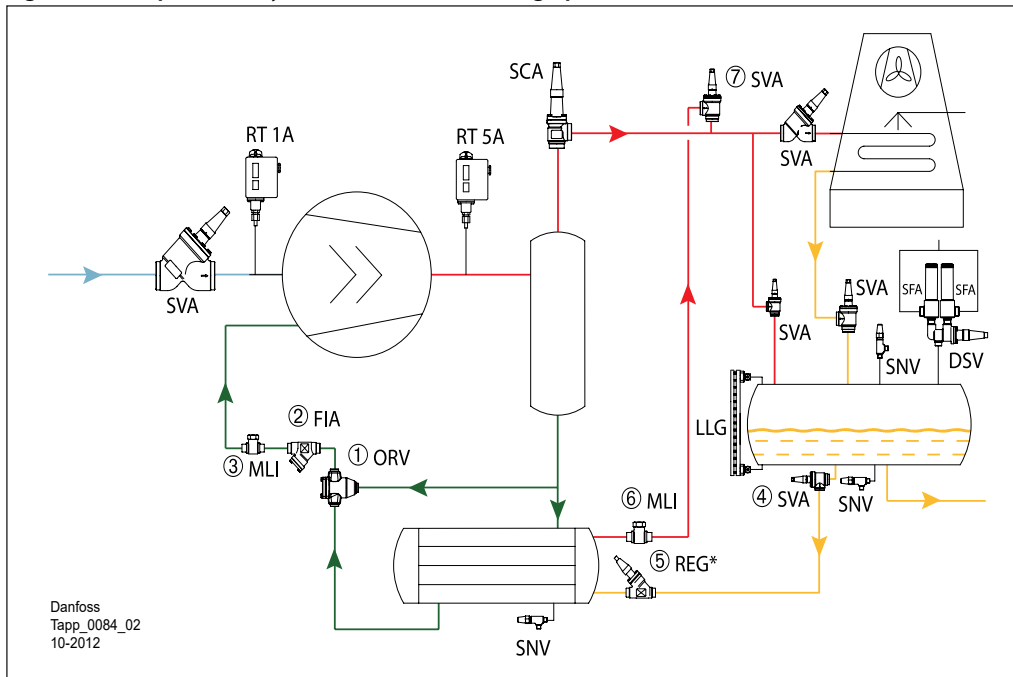 SCA
⑦ SVA
RT 1A
RT 5A
SVA
SVA
SVA
SVA
SFA
SFA
SNV
DSV
LLG
② FIA
① ORV
③ MLI
⑥ MLI
④ SVA
SNV
⑤ REG*
SNV
Danfoss
Tapp_0084_02
10-2012